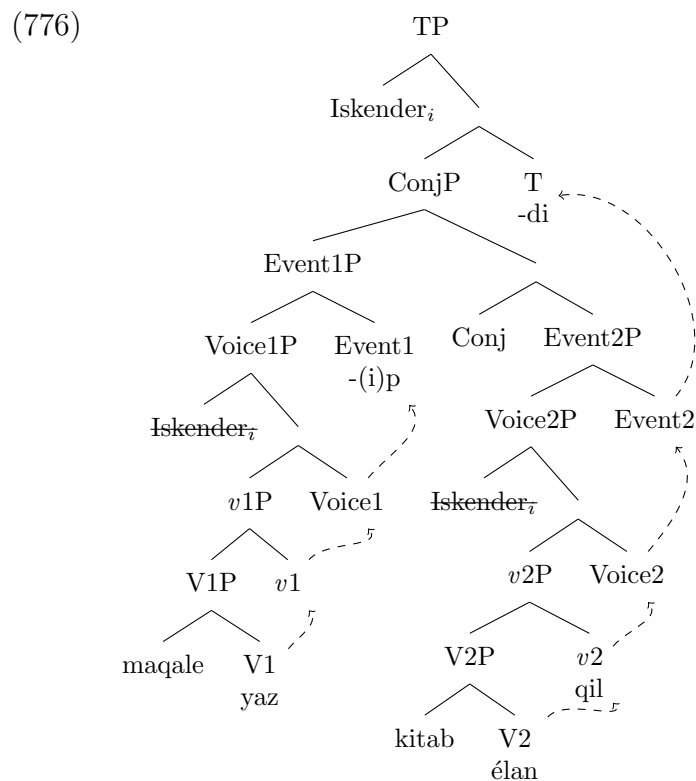 (776)
TP
Iskender_i
ConjP T
-di
Event1P
Voice1P Event1 Conj Event2P
-(i)p
Iskender_i Voice2P Event2
v1P Voice1 Iskender_i
V1P v1 v2P Voice2
maqale V1 V2P v2
yaz qil
kitab V2
élan